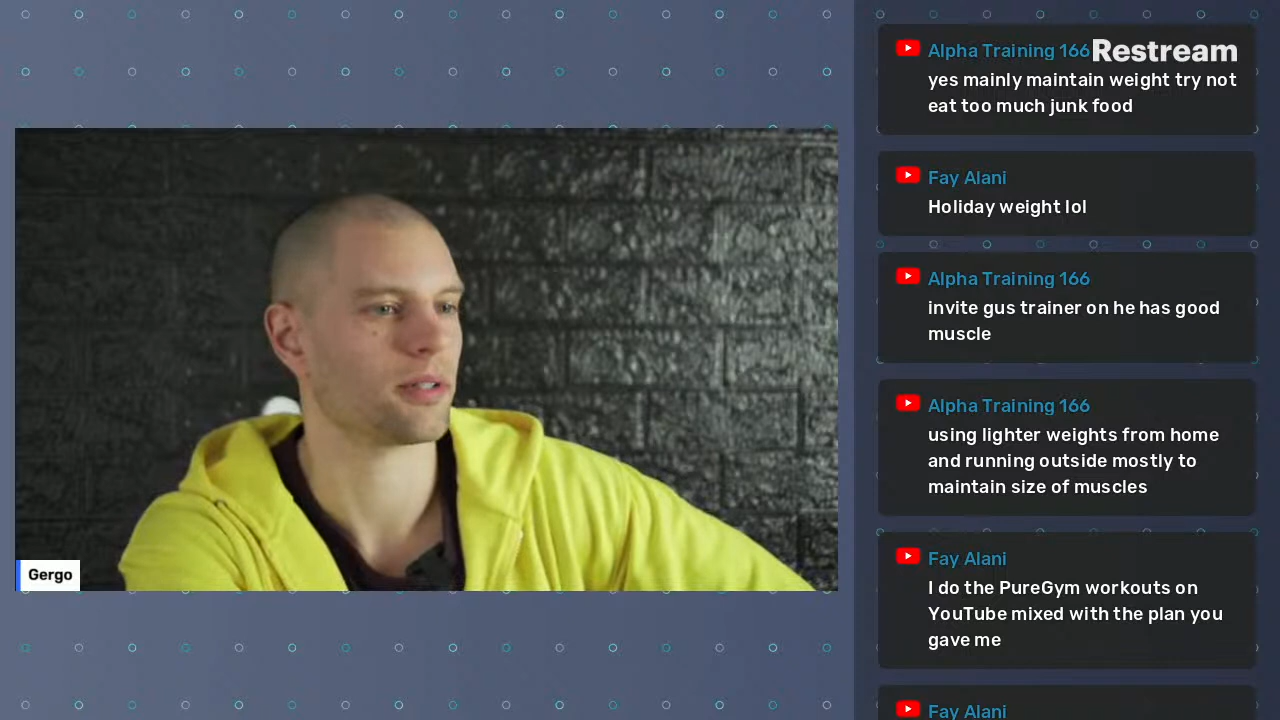 Alpha Training 166
Restream
yes mainly maintain weight try not
eat too much junk food
Fay Alani
Holiday weight lol
Alpha Training 166
invite gus trainer on he has good
muscle
Alpha Training 166
using lighter weights from home
and running outside mostly to
maintain size of muscles
Fay Alani
I do the PureGym workouts on
YouTube mixed with the plan you
gave me
Fay Alani
Gergo